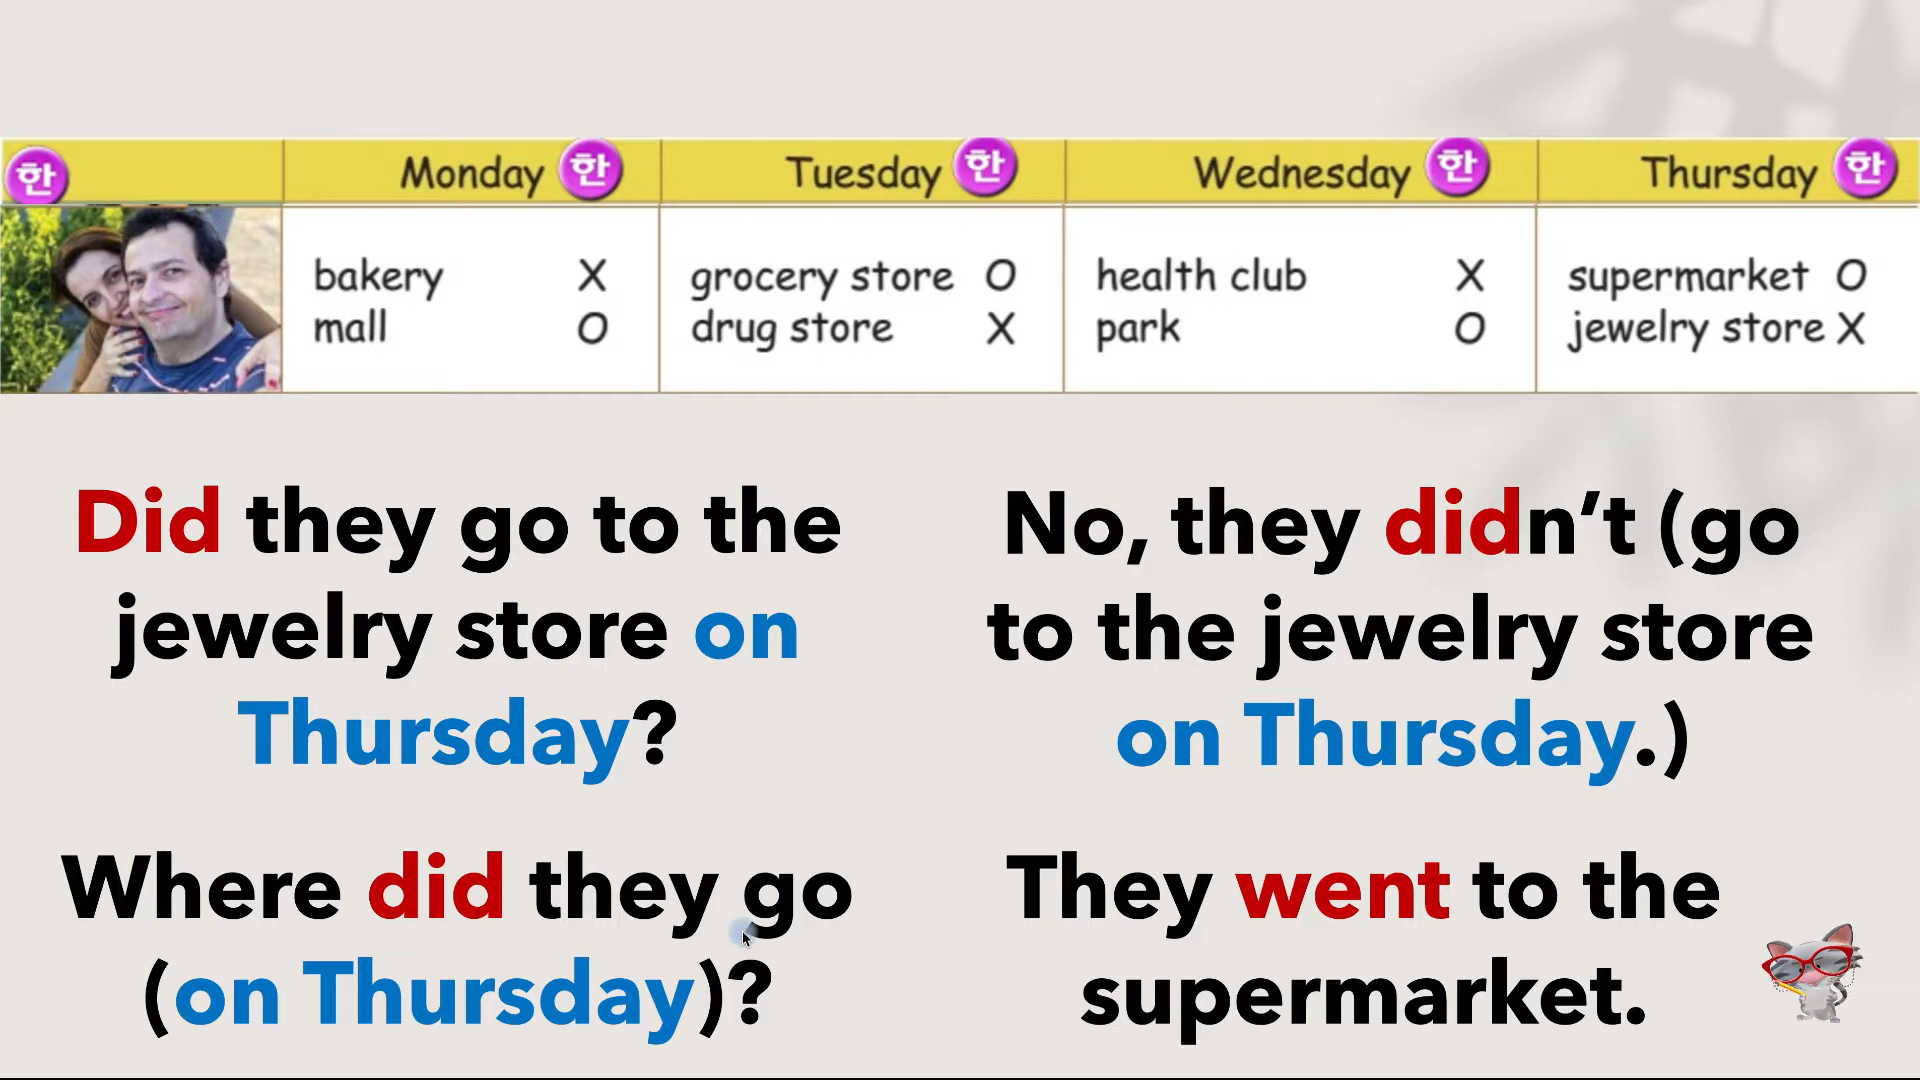 한 Monday 한 Tuesday 한 Wednesday 한 Thursday 한
bakery X grocery store O health club X supermarket O
mall O drug store X park O jewelry store X
Did they go to the
jewelry store on
Thursday?
No, they didn’t (go
to the jewelry store
on Thursday.)
Where did they go
(on Thursday)?
They went to the
supermarket.